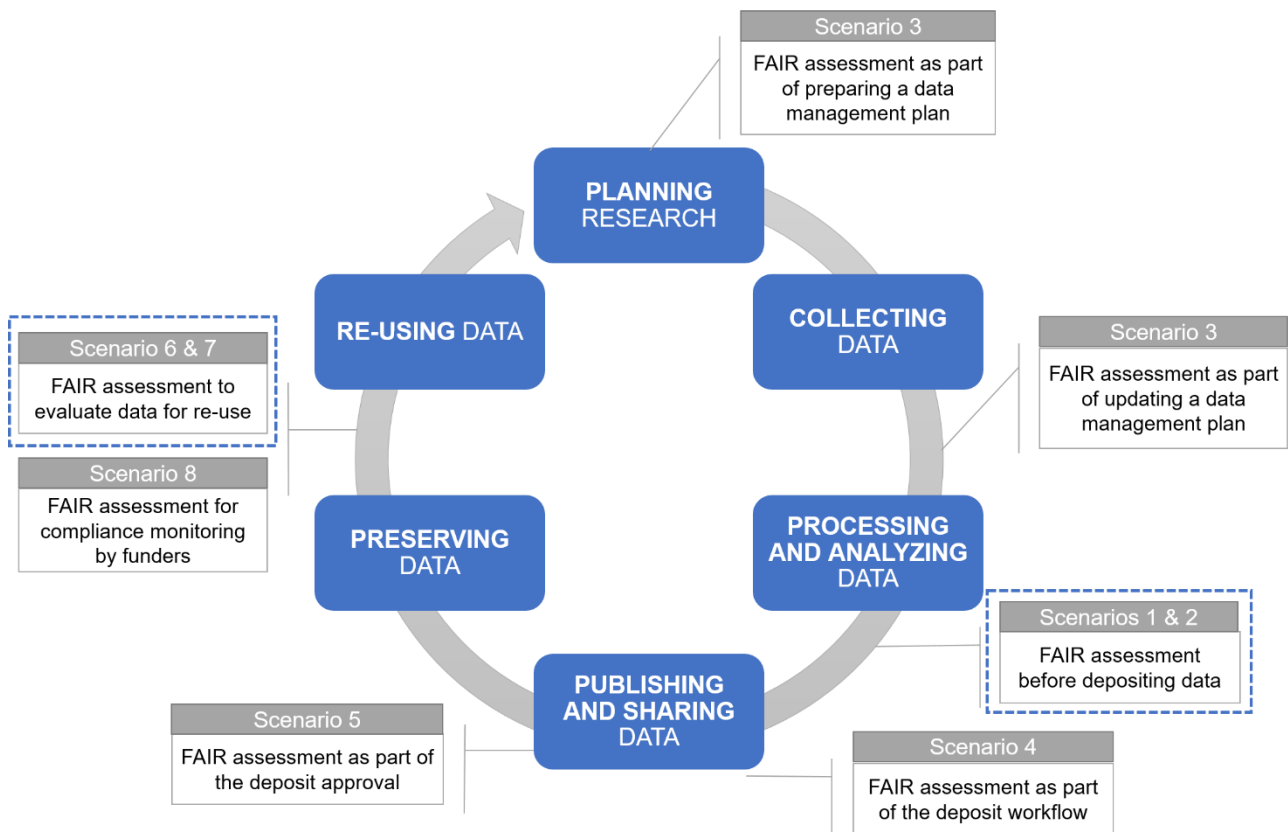 Scenario 3
FAIR assessment as part
of preparing a data
management plan
PLANNING
RESEARCH
COLLECTING
DATA
Scenario 3
FAIR assessment as part
of updating a data
management plan
PROCESSING
AND ANALYZING
DATA
Scenarios 1 & 2
FAIR assessment
before depositing data
Scenario 4
FAIR assessment as part
of the deposit workflow
PUBLISHING
AND SHARING
DATA
Scenario 5
FAIR assessment as part of
the deposit approval
PRESERVING
DATA
Scenario 8
FAIR assessment for
compliance monitoring
by funders
Scenario 6 & 7
FAIR assessment to
evaluate data for re-use
RE-USING DATA